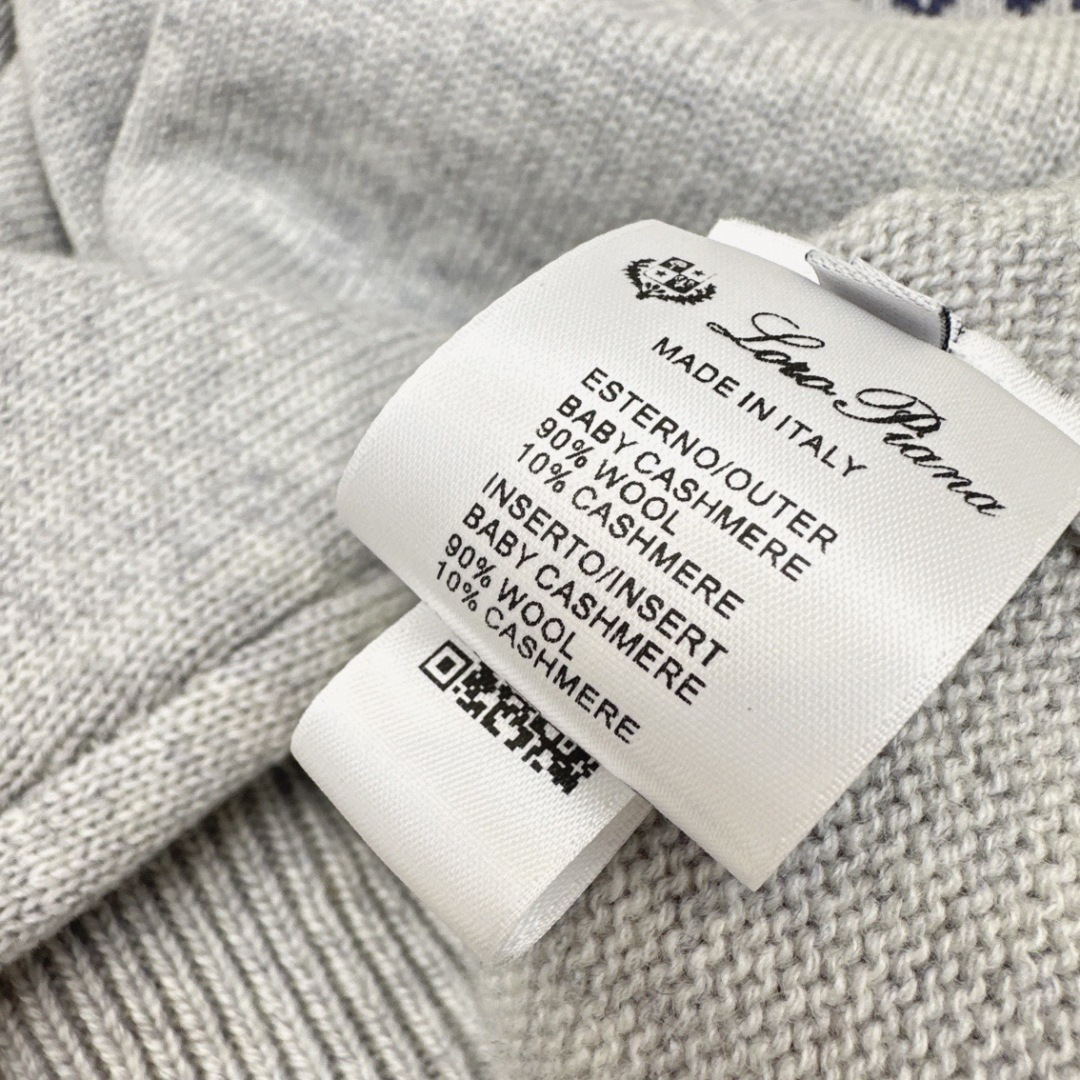 Loro Piana
MADE IN ITALY
ESTERNO/OUTER
BABY CASHMERE
90% WOOL
10% CASHMERE
INSERTO/INSERT
BABY CASHMERE
90% WOOL
10% CASHMERE